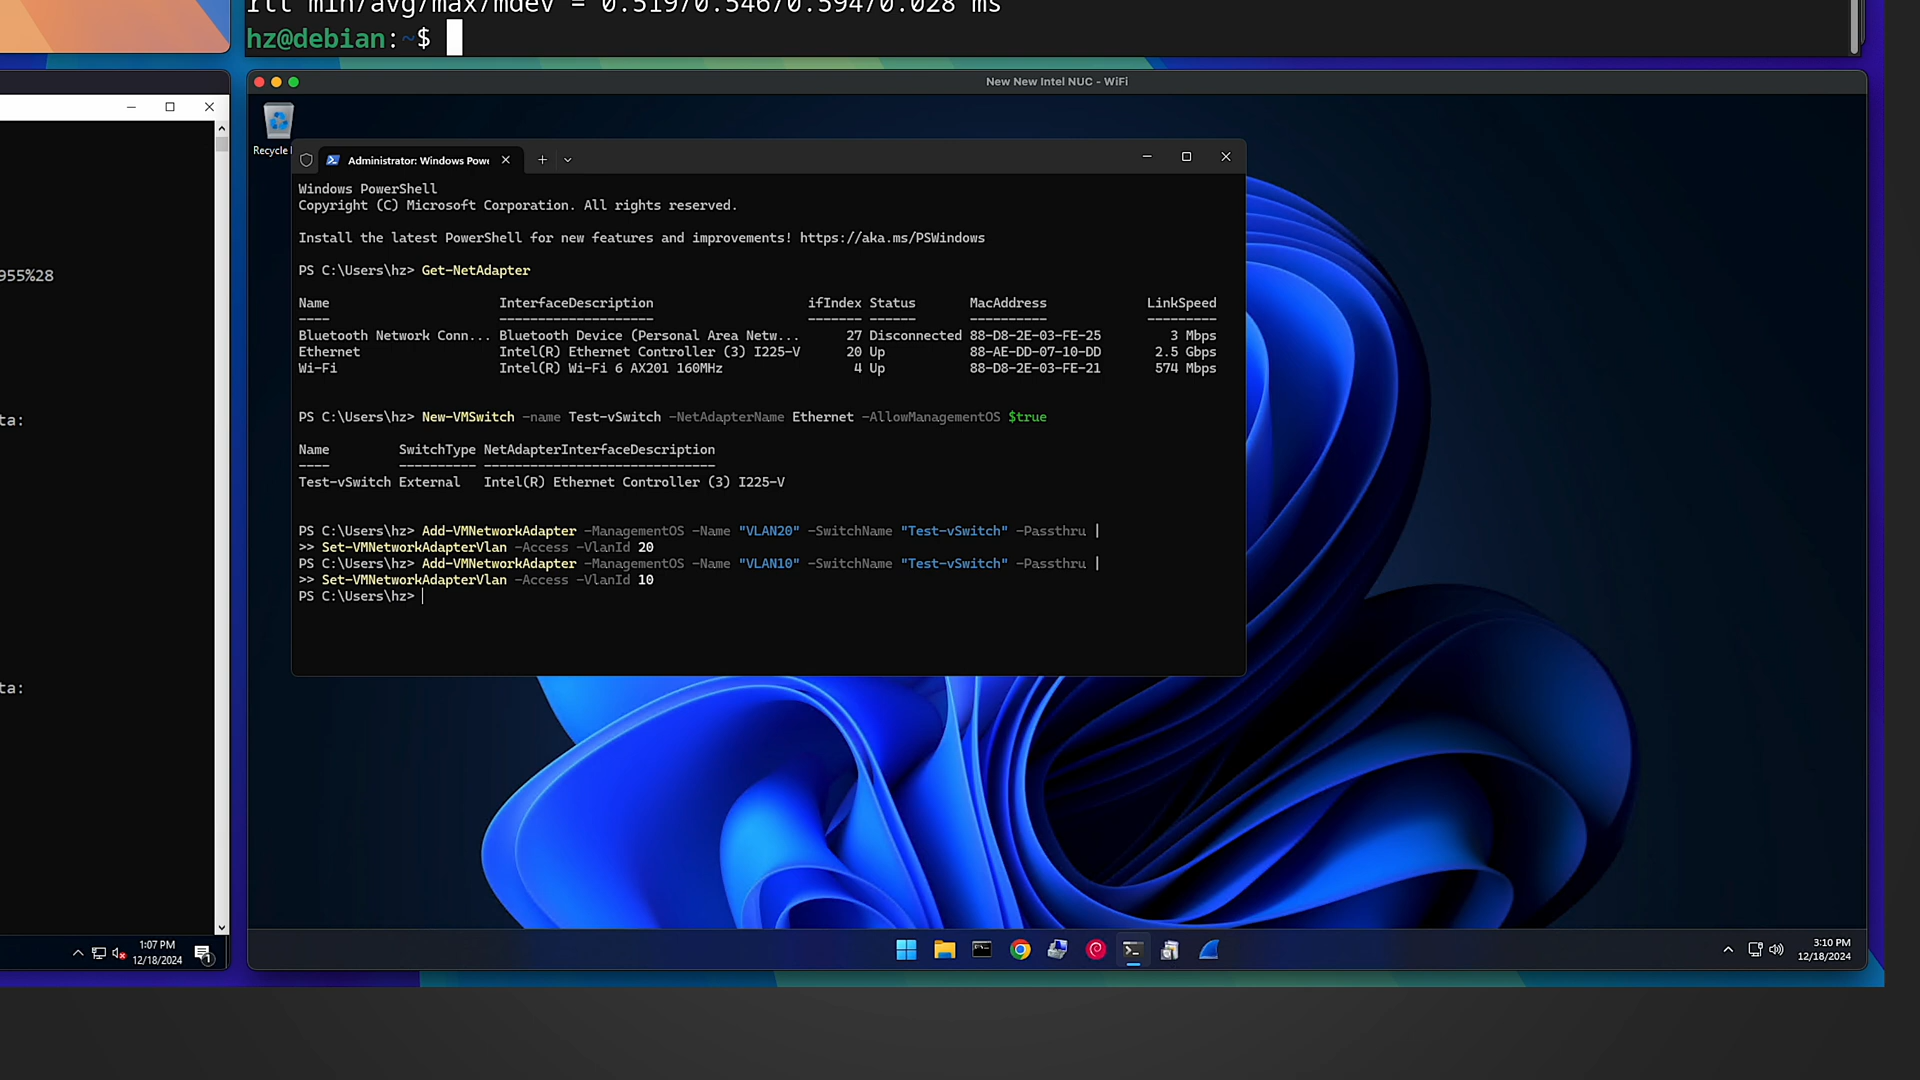 rtt min/avg/max/mdev = 0.519/0.546/0.594/0.028 ms
hz@debian:~$
New New Intel NUC - WiFi
Recycle
955%28
ta:
ta:
1:07 PM
12/18/2024
1
Administrator: Windows Powe
Windows PowerShell
Copyright (C) Microsoft Corporation. All rights reserved.
Install the latest PowerShell for new features and improvements! https://aka.ms/PSWindows
PS C:\Users\hz> Get-NetAdapter
Name InterfaceDescription ifIndex Status MacAddress LinkSpeed
---- -------------------- ------- ------ ---------- ---------
Bluetooth Network Conn... Bluetooth Device (Personal Area Netw... 27 Disconnected 88-D8-2E-03-FE-25 3 Mbps
Ethernet Intel(R) Ethernet Controller (3) I225-V 20 Up 88-AE-DD-07-10-DD 2.5 Gbps
Wi-Fi Intel(R) Wi-Fi 6 AX201 160MHz 4 Up 88-D8-2E-03-FE-21 574 Mbps
PS C:\Users\hz> New-VMSwitch -name Test-vSwitch -NetAdapterName Ethernet -AllowManagementOS $true
Name SwitchType NetAdapterInterfaceDescription
---- ---------- ------------------------------
Test-vSwitch External Intel(R) Ethernet Controller (3) I225-V
PS C:\Users\hz> Add-VMNetworkAdapter -ManagementOS -Name "VLAN20" -SwitchName "Test-vSwitch" -Passthru |
>> Set-VMNetworkAdapterVlan -Access -VlanId 20
PS C:\Users\hz> Add-VMNetworkAdapter -ManagementOS -Name "VLAN10" -SwitchName "Test-vSwitch" -Passthru |
>> Set-VMNetworkAdapterVlan -Access -VlanId 10
PS C:\Users\hz>
3:10 PM
12/18/2024